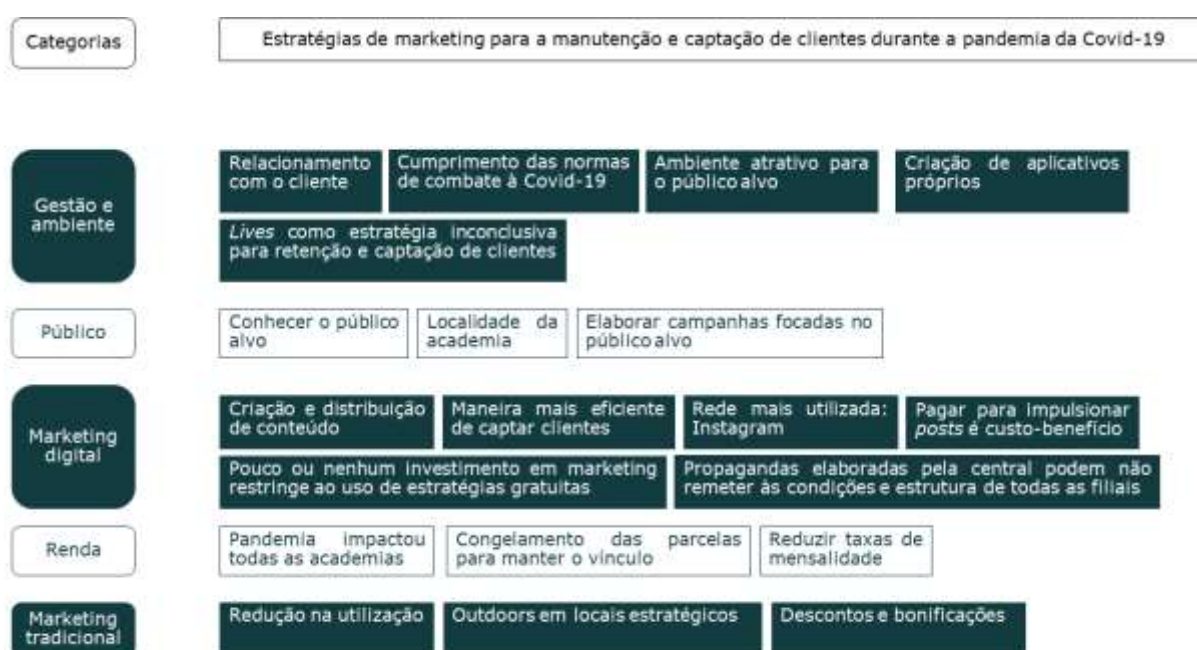 Categorias
Estratégias de marketing para a manutenção e captação de clientes durante a pandemia da Covid-19
Gestão e
ambiente
Relacionamento
com o cliente
Cumprimento das normas
de combate à Covid-19
Ambiente atrativo para
o público alvo
Criação de aplicativos
próprios
Lives como estratégia inconclusiva
para retenção e captação de clientes
Público
Conhecer o público
alvo
Localidade da
academia
Elaborar campanhas focadas no
público alvo
Marketing
digital
Criação e distribuição
de conteúdo
Maneira mais eficiente
de captar clientes
Rede mais utilizada:
Instagram
Pagar para impulsionar
posts é custo-benefício
Pouco ou nenhum investimento em marketing
restringe ao uso de estratégias gratuitas
Propagandas elaboradas pela central podem não
remeter às condições e estrutura de todas as filiais
Renda
Pandemia impactou
todas as academias
Congelamento das parcelas
para manter o vínculo
Reduzir taxas de
mensalidade
Marketing
tradicional
Redução na utilização
Outdoors em locais estratégicos
Descontos e bonificações